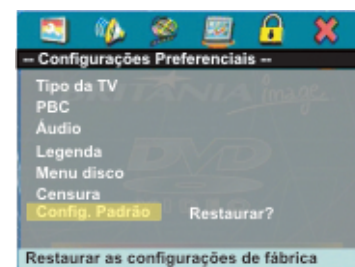 -- Configurações Preferenciais --
Tipo da TV
PBC
Áudio
Legenda
Menu disco
Censura
Config. Padrão Restaurar?
Restaurar as configurações de fábrica